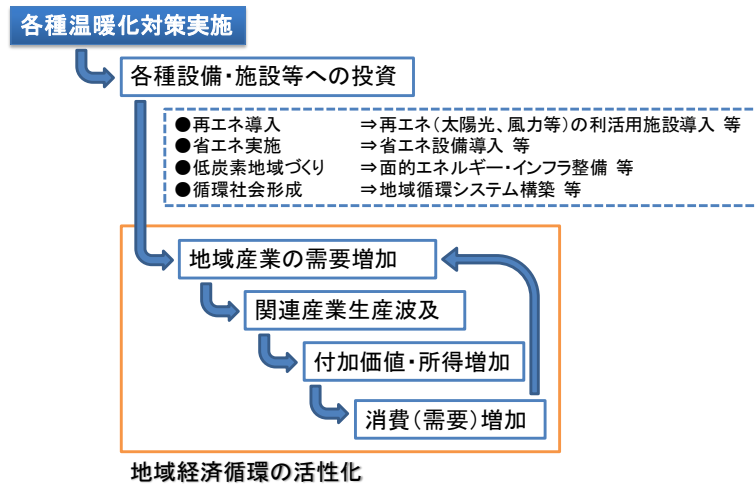 各種温暖化対策実施
各種設備・施設等への投資
●再エネ導入 ⇒再エネ（太陽光、風力等）の利活用施設導入 等
●省エネ実施 ⇒省エネ設備導入 等
●低炭素地域づくり ⇒面的エネルギー・インフラ整備 等
●循環社会形成 ⇒地域循環システム構築 等
地域産業の需要増加
関連産業生産波及
付加価値・所得増加
消費（需要）増加
地域経済循環の活性化